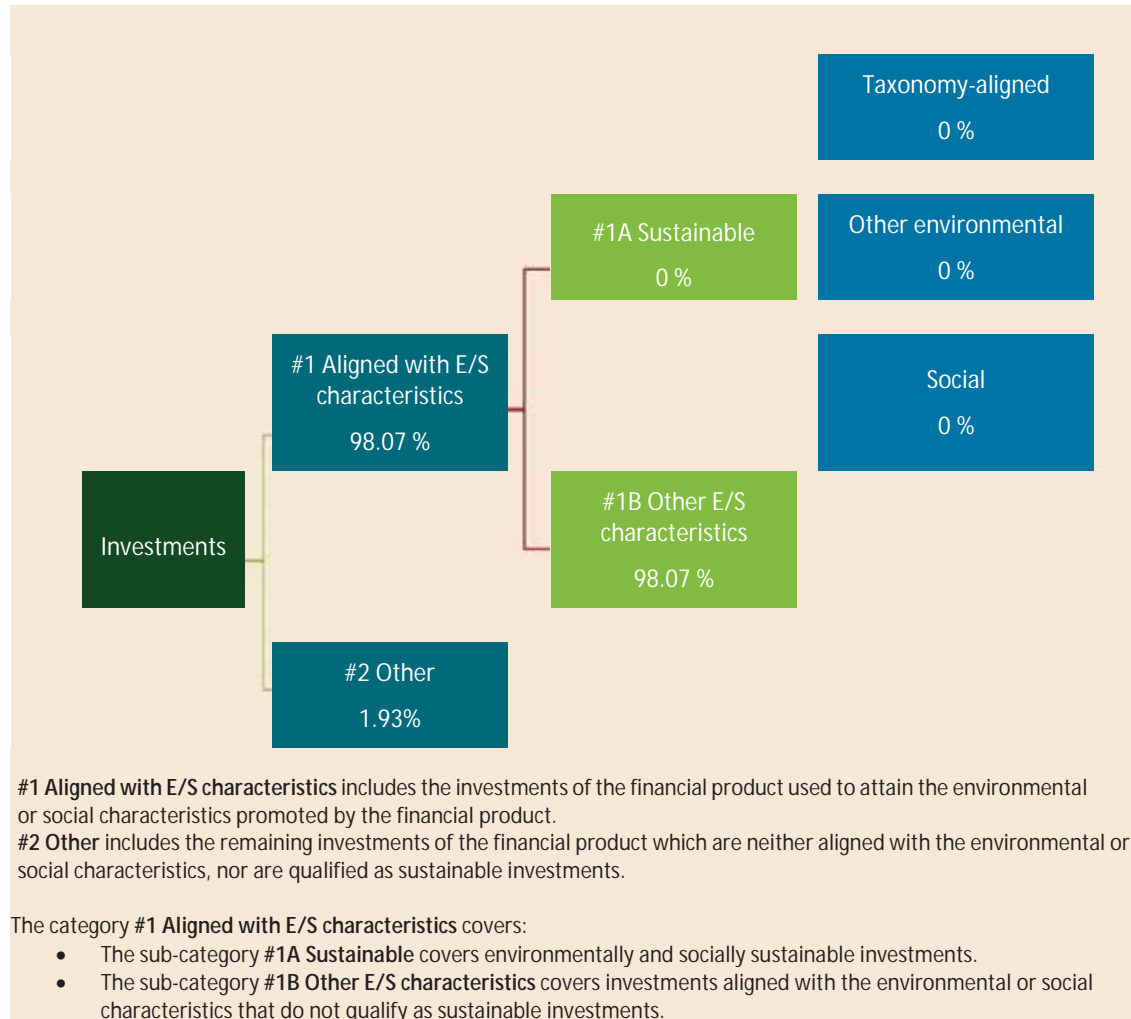 Taxonomy-aligned
0 %
#1A Sustainable
0 %
Other environmental
0 %
#1 Aligned with E/S
characteristics
98.07 %
Social
0 %
Investments
#1B Other E/S
characteristics
98.07 %
#2 Other
1.93%
#1 Aligned with E/S characteristics includes the investments of the financial product used to attain the environmental
or social characteristics promoted by the financial product.
#2 Other includes the remaining investments of the financial product which are neither aligned with the environmental or
social characteristics, nor are qualified as sustainable investments.
The category #1 Aligned with E/S characteristics covers:
• The sub-category #1A Sustainable covers environmentally and socially sustainable investments.
• The sub-category #1B Other E/S characteristics covers investments aligned with the environmental or social
characteristics that do not qualify as sustainable investments.